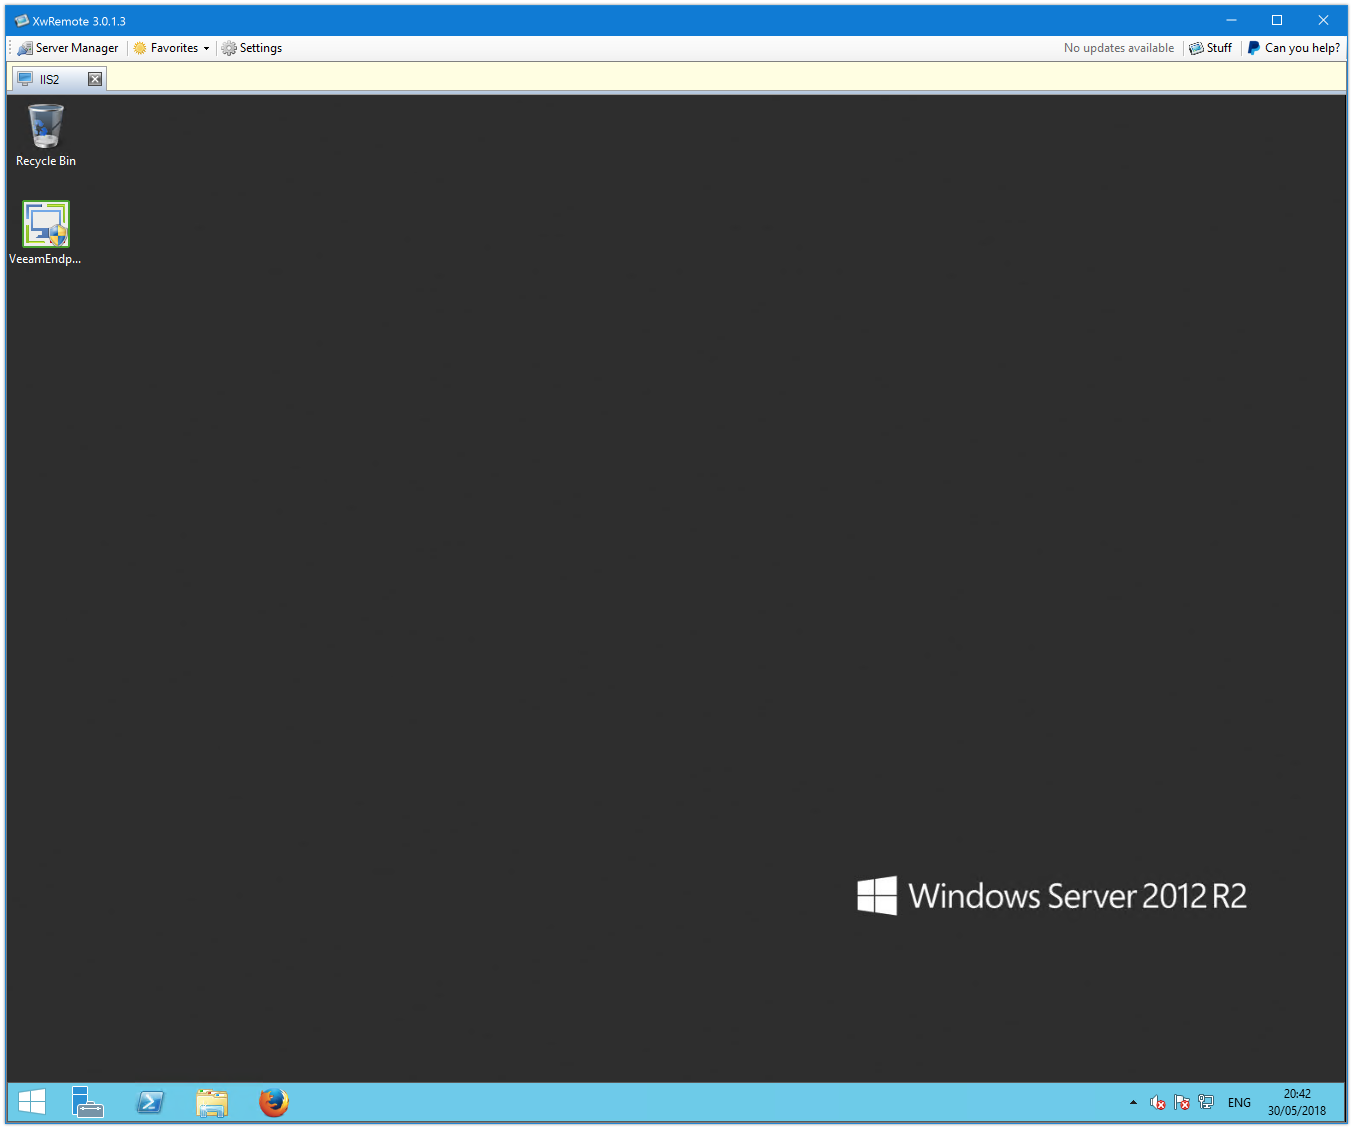 XwRemote 3.0.1.3
Server Manager Favorites Settings No updates available Stuff Can you help?
IIS2
Recycle Bin
VeeamEndp...
Windows Server 2012 R2
ENG
20:42
30/05/2018